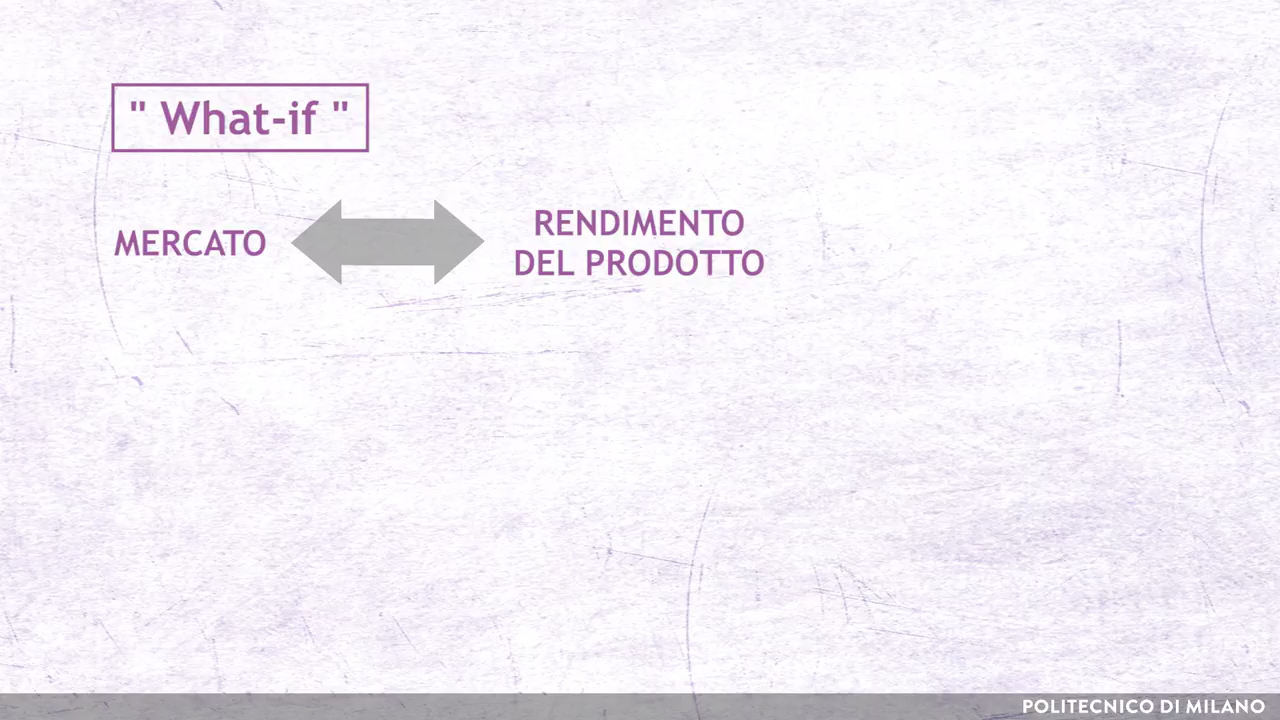 " What-if "
MERCATO
RENDIMENTO
DEL PRODOTTO
POLITECNICO DI MILANO